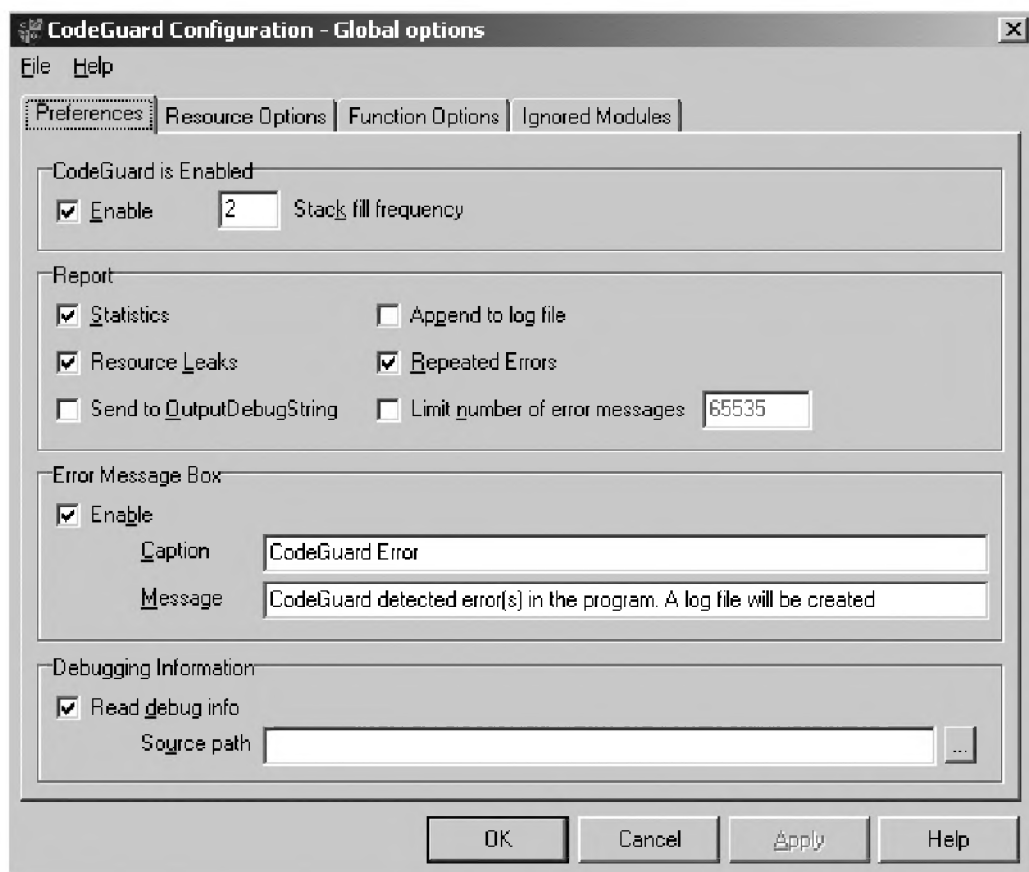 CodeGuard Configuration - Global options
File Help
Preferences Resource Options Function Options Ignored Modules
CodeGuard is Enabled
Enable 2 Stack fill frequency
Report
Statistics Append to log file
Resource Leaks Repeated Errors
Send to OutputDebugString Limit number of error messages 65535
Error Message Box
Enable
Caption CodeGuard Error
Message CodeGuard detected error(s) in the program. A log file will be created
Debugging Information
Read debug info
Source path ...
OK Cancel Apply Help